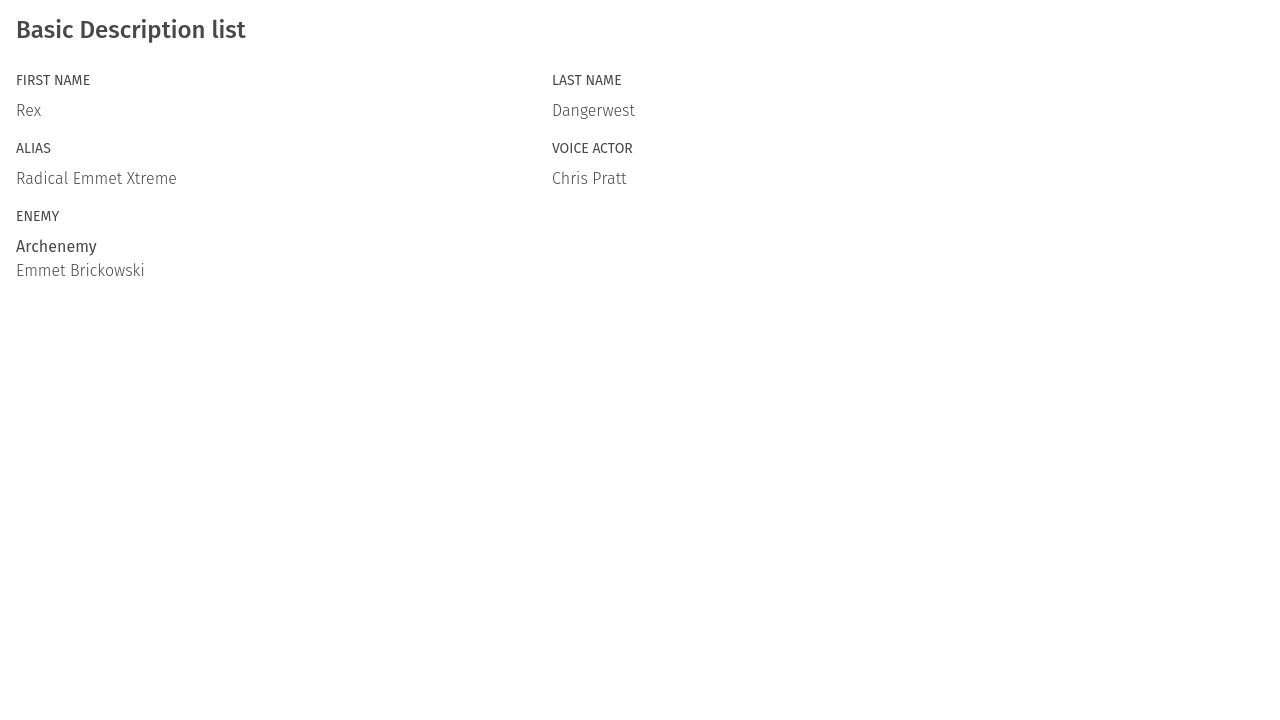 Basic Description list
FIRST NAME
Rex
LAST NAME
Dangerwest
ALIAS
Radical Emmet Xtreme
VOICE ACTOR
Chris Pratt
ENEMY
Archenemy
Emmet Brickowski